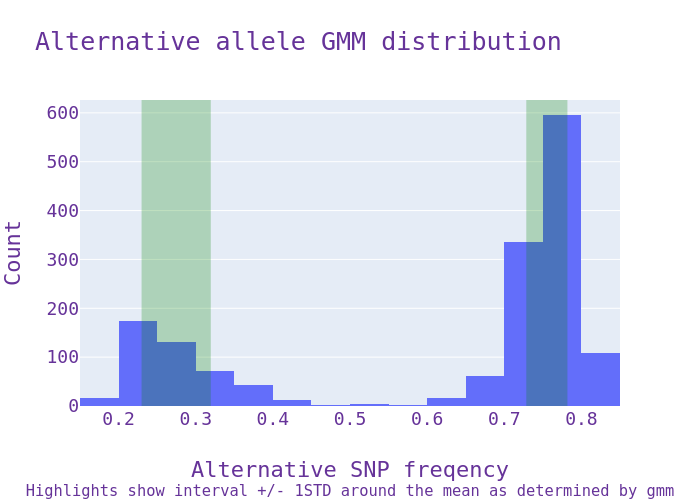 Alternative allele GMM distribution
600
500
400
300
200
100
0
Count
0.2 0.3 0.4 0.5 0.6 0.7 0.8
Alternative SNP freqency
Highlights show interval +/- 1STD around the mean as determined by gmm